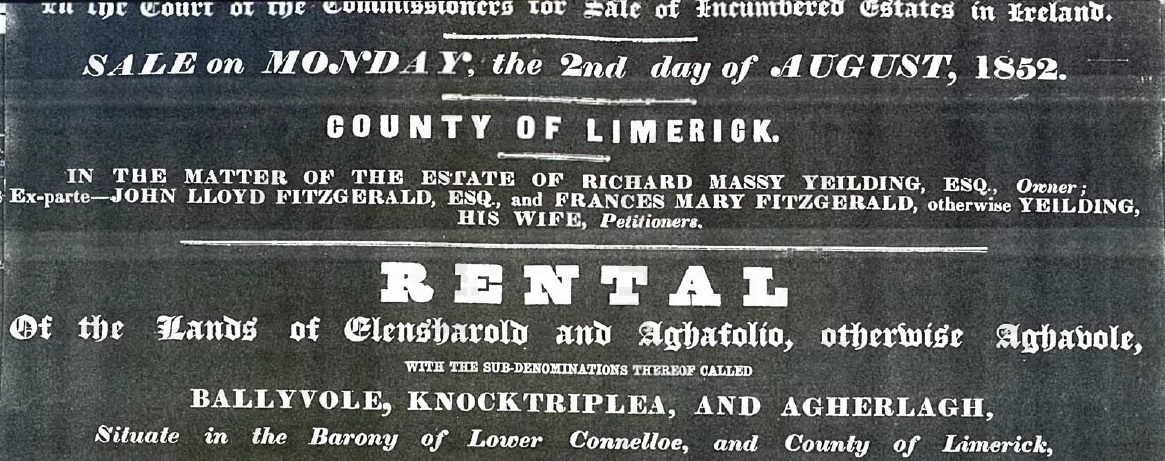 In the Court of the Commissioners for Sale of Incumbered Estates in Ireland.
SALE on MONDAY, the 2nd day of AUGUST, 1852.
COUNTY OF LIMERICK.
IN THE MATTER OF THE ESTATE OF RICHARD MASSY YEILDING, ESQ., Owner;
Ex-parte—JOHN LLOYD FITZGERALD, ESQ., and FRANCES MARY FITZGERALD, otherwise YEILDING,
HIS WIFE, Petitioners.
RENTAL
Of the Lands of Glensharold and Aghafolio, otherwise Aghavole,
WITH THE SUB-DENOMINATIONS THEREOF CALLED
BALLYVOLE, KNOCKTRIPLEA, AND AGHERLAGH,
Situate in the Barony of Lower Connelloe, and County of Limerick,